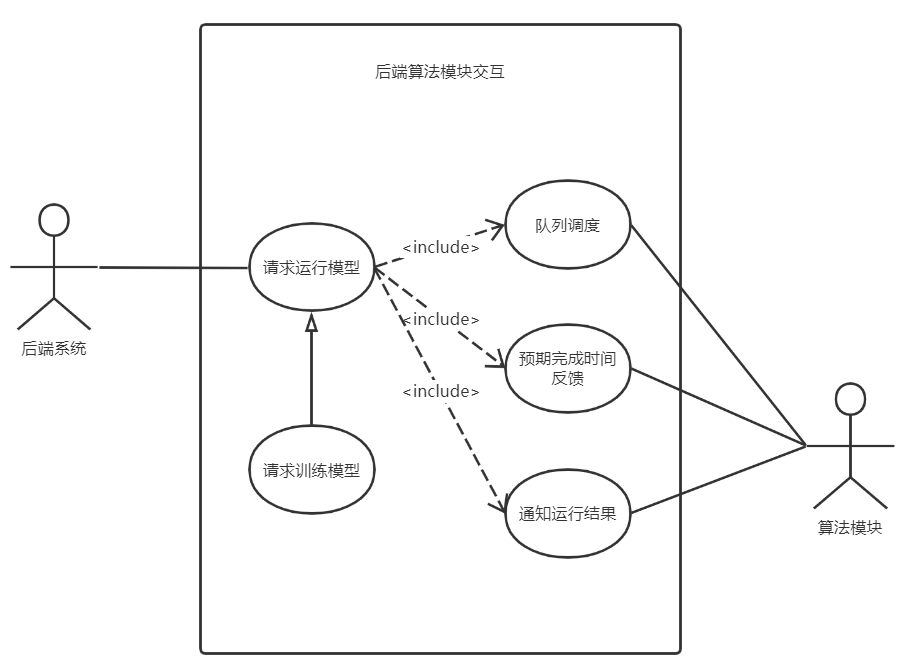 后端算法模块交互
队列调度
<include>
请求运行模型
<include>
后端系统
预期完成时间
反馈
<include>
请求训练模型
通知运行结果
算法模块